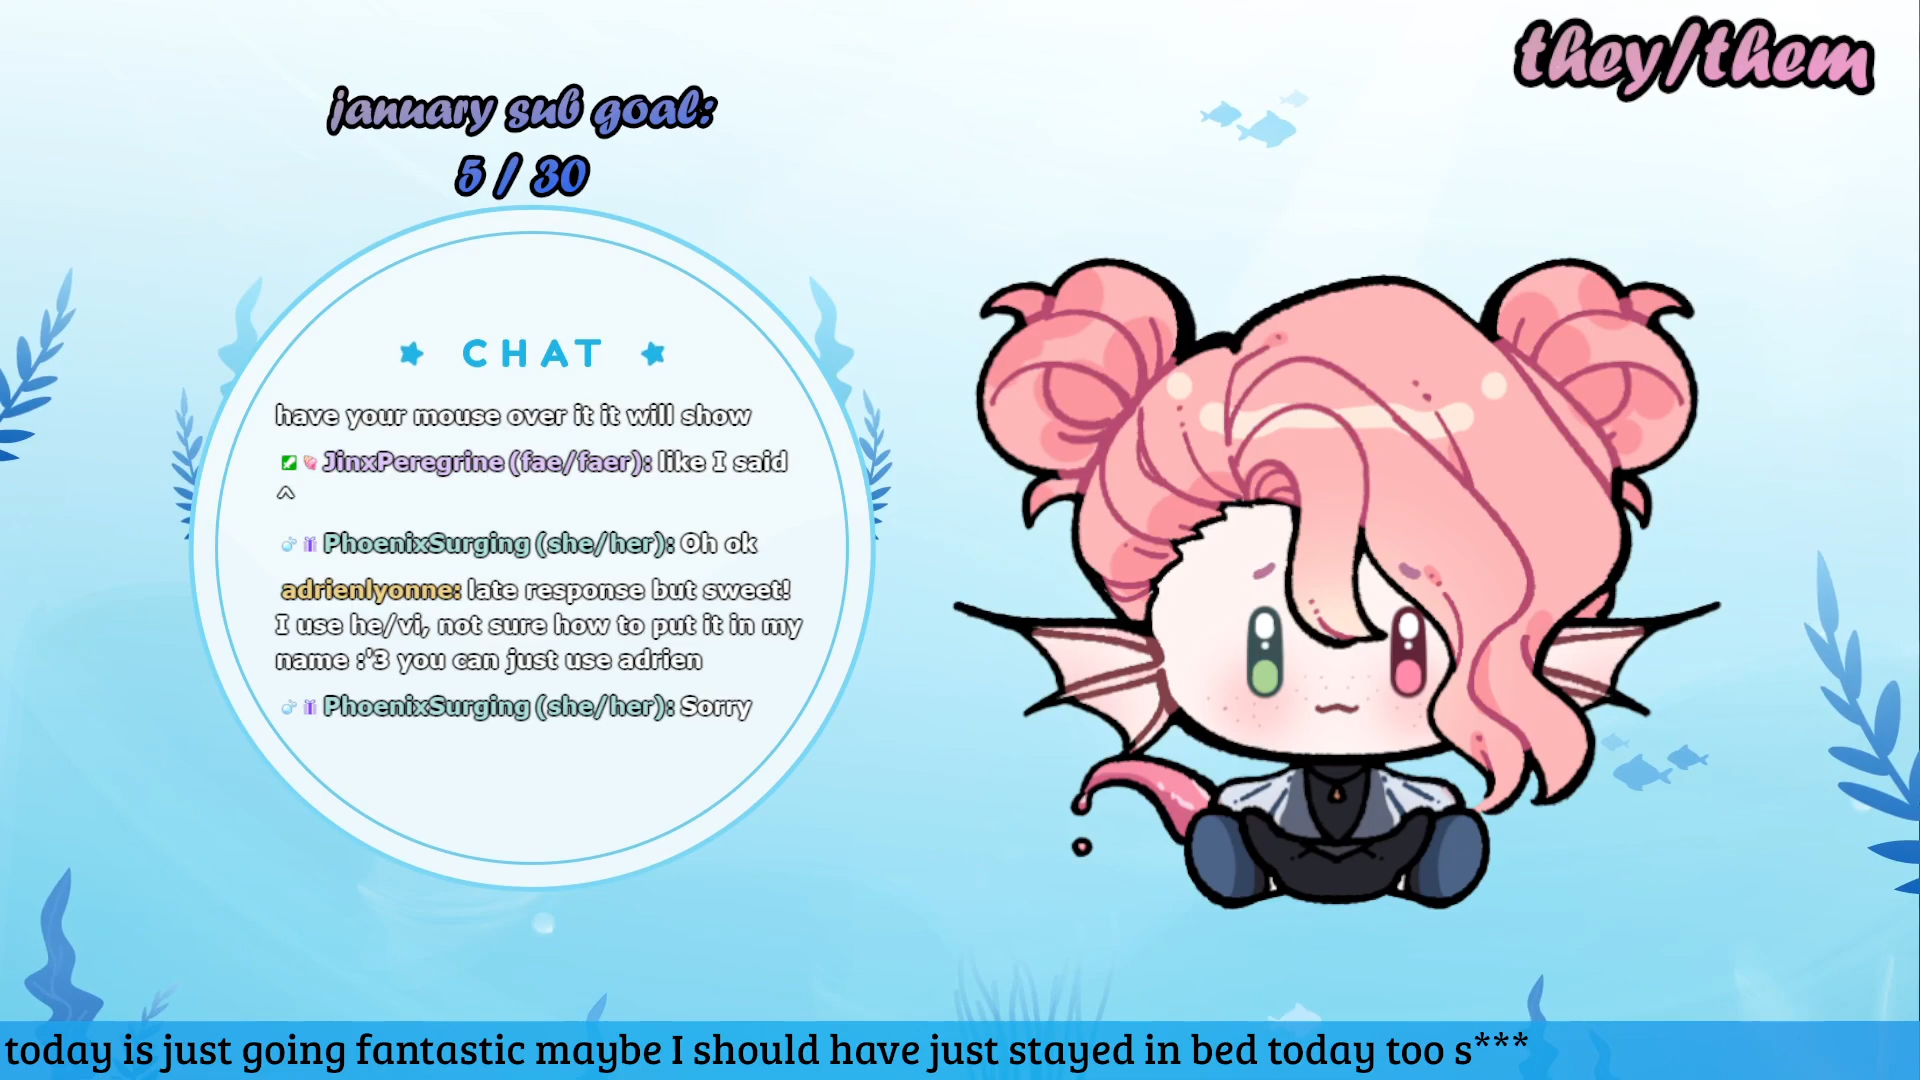 they/them
january sub goal:
5 / 30
CHAT
have your mouse over it it will show
JinxPeregrine (fae/faer): like I said
^
PhoenixSurging (she/her): Oh ok
adrienlyonne: late response but sweet!
I use he/vi, not sure how to put it in my
name :'3 you can just use adrien
PhoenixSurging (she/her): Sorry
today is just going fantastic maybe I should have just stayed in bed today too s***